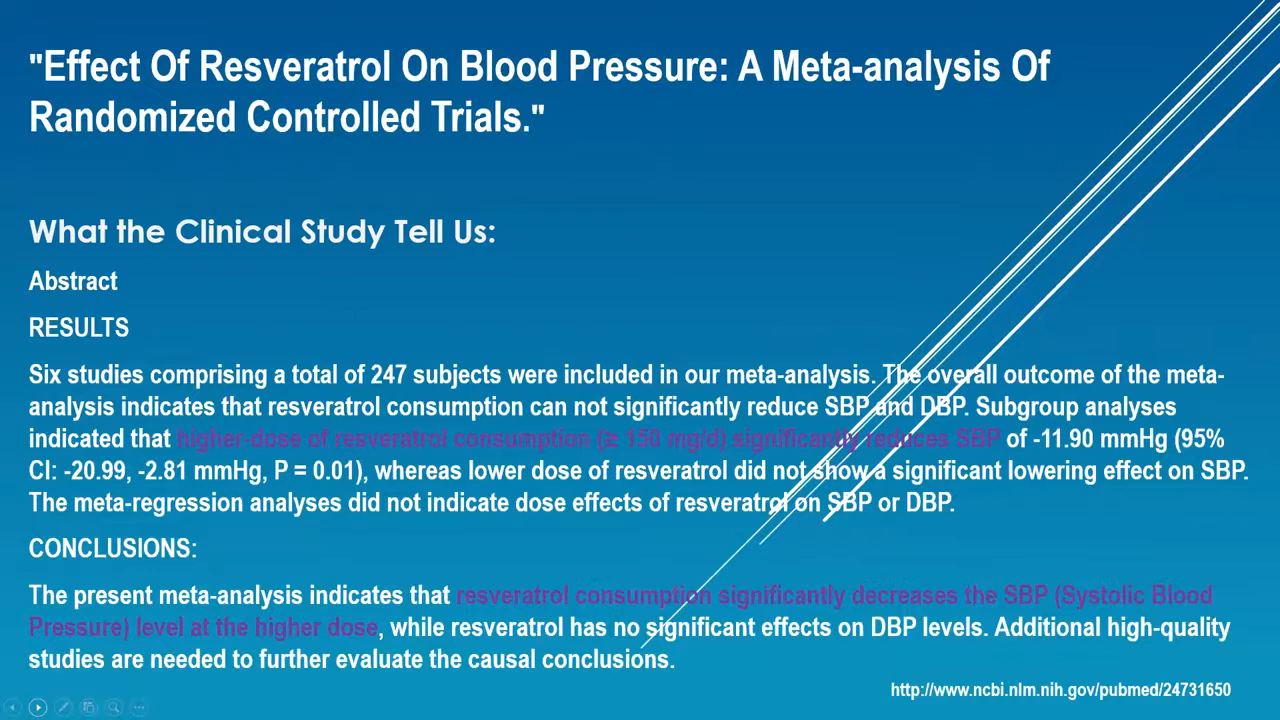 "Effect Of Resveratrol On Blood Pressure: A Meta-analysis Of
Randomized Controlled Trials."
What the Clinical Study Tell Us:
Abstract
RESULTS
Six studies comprising a total of 247 subjects were included in our meta-analysis. The overall outcome of the meta-
analysis indicates that resveratrol consumption can not significantly reduce SBP and DBP. Subgroup analyses
indicated that higher-dose of resveratrol consumption (≥ 150 mg/d) significantly reduces SBP of -11.90 mmHg (95%
CI: -20.99, -2.81 mmHg, P = 0.01), whereas lower dose of resveratrol did not show a significant lowering effect on SBP.
The meta-regression analyses did not indicate dose effects of resveratrol on SBP or DBP.
CONCLUSIONS:
The present meta-analysis indicates that resveratrol consumption significantly decreases the SBP (Systolic Blood
Pressure) level at the higher dose, while resveratrol has no significant effects on DBP levels. Additional high-quality
studies are needed to further evaluate the causal conclusions.
http://www.ncbi.nlm.nih.gov/pubmed/24731650